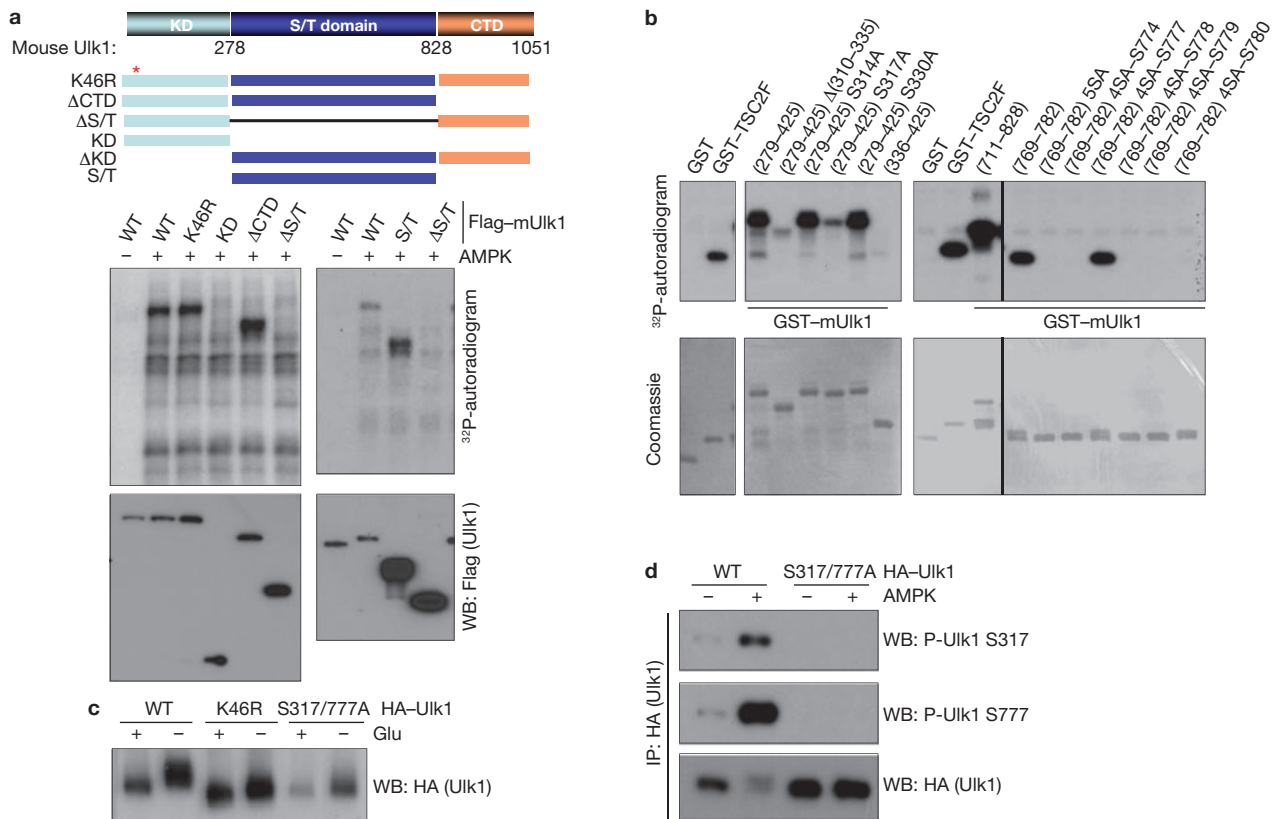 a
KD S/T domain CTD
Mouse Ulk1: 278 828 1051
*
K46R
ΔCTD
ΔS/T
KD
ΔKD
S/T
WT WT K46R KD ΔCTD ΔS/T WT WT S/T ΔS/T Flag–mUlk1
– + + + + + – + + + AMPK
32P-autoradiogram
WB: Flag (Ulk1)
b
GST
GST–TSC2F
(279–425)
(279–425) Δ(310–335)
(279–425) S314A
(279–425) S317A
(279–425) S330A
(336–425)
GST
GST–TSC2F
(711–828)
(769–782)
(769–782) 5SA
(769–782) 4SA–S774
(769–782) 4SA–S777
(769–782) 4SA–S778
(769–782) 4SA–S779
(769–782) 4SA–S780
32P-autoradiogram
GST–mUlk1 GST–mUlk1
Coomassie
c
WT K46R S317/777A HA–Ulk1
+ – + – + – Glu
WB: HA (Ulk1)
d
WT S317/777A HA–Ulk1
– + – + AMPK
IP: HA (Ulk1)
WB: P-Ulk1 S317
WB: P-Ulk1 S777
WB: HA (Ulk1)